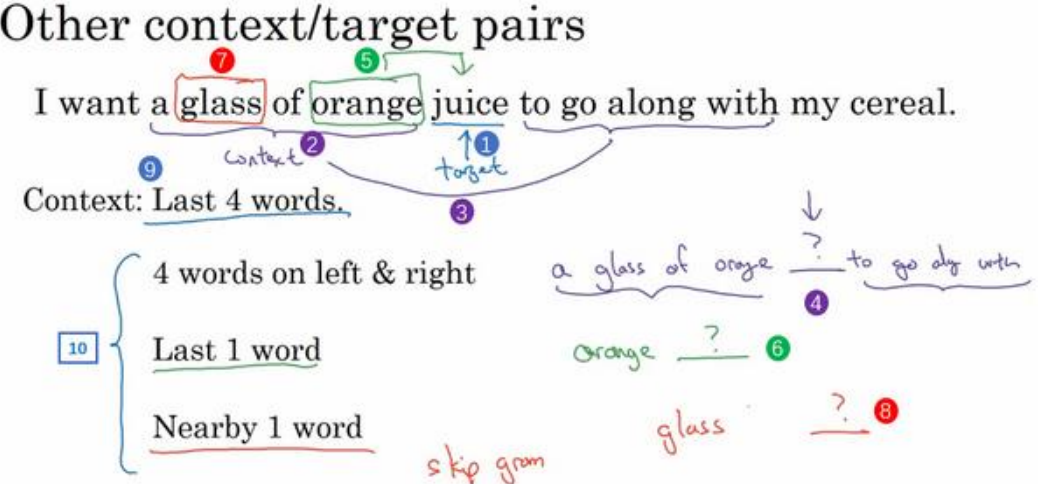 Other context/target pairs
7 5
I want a glass of orange juice to go along with my cereal.
context 2 1
target
9
Context: Last 4 words.
3
4 words on left & right
a glass of orage ? to go alg with
4
10
Last 1 word
orange ? 6
Nearby 1 word
glass ? 8
skip gram